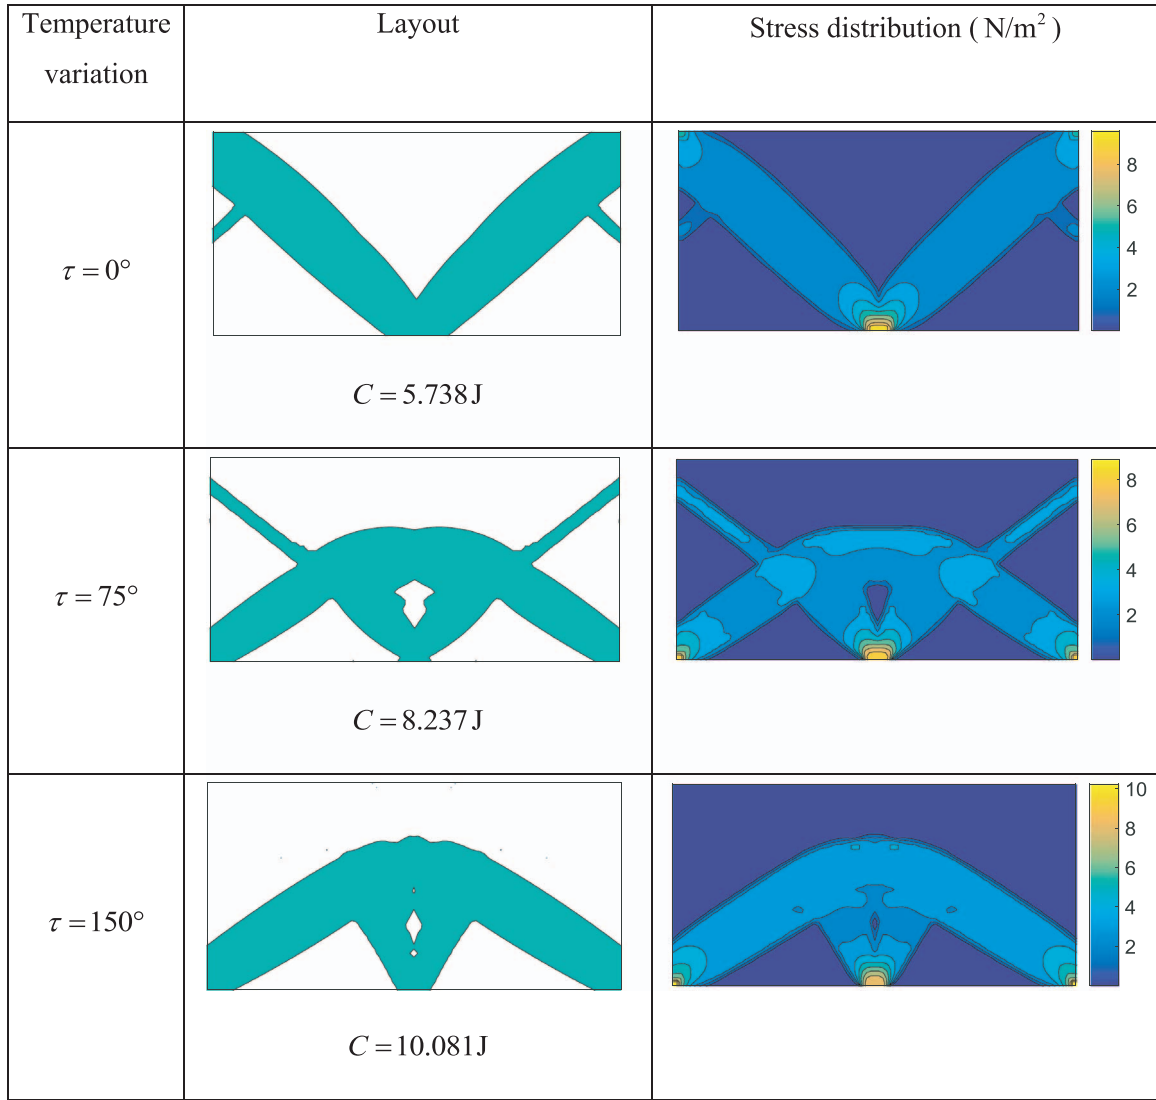 Temperature
variation
Layout
Stress distribution ( N/m² )
τ = 0°
C = 5.738 J
8
6
4
2
τ = 75°
C = 8.237 J
8
6
4
2
τ = 150°
C = 10.081 J
10
8
6
4
2